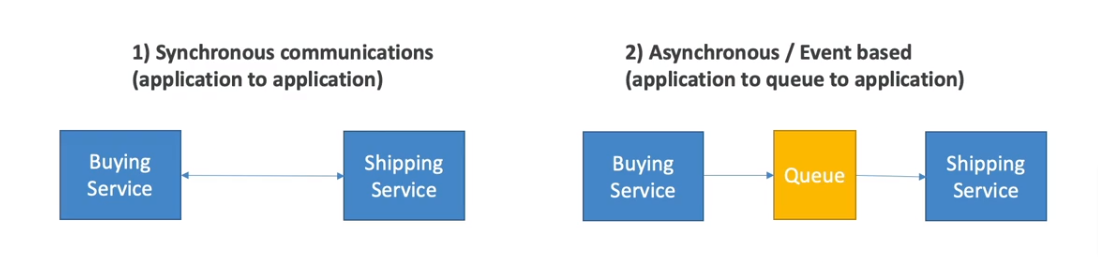 1) Synchronous communications
(application to application)
2) Asynchronous / Event based
(application to queue to application)
Buying
Service
Shipping
Service
Buying
Service
Queue
Shipping
Service